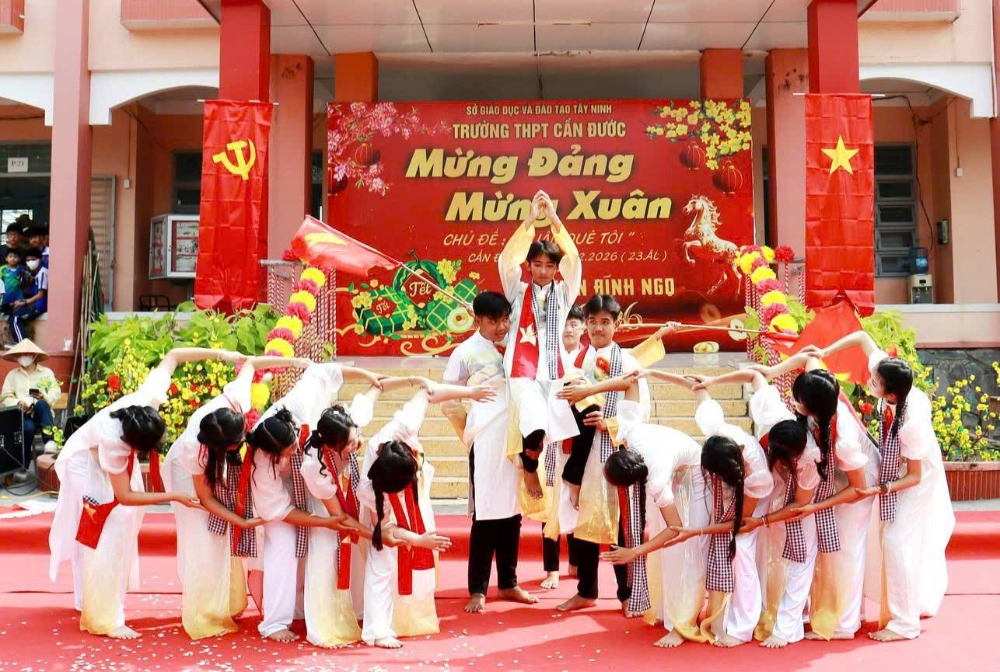 P.21
SỞ GIÁO DỤC VÀ ĐÀO TẠO TÂY NINH
TRƯỜNG THPT CẦN ĐƯỚC
Mừng Đảng
Mừng Xuân
CHỦ ĐỀ : QUÊ TÔI "
CẦN .2026 ( 23.ÂL )
BÍNH NGỌ
Tết
Tết